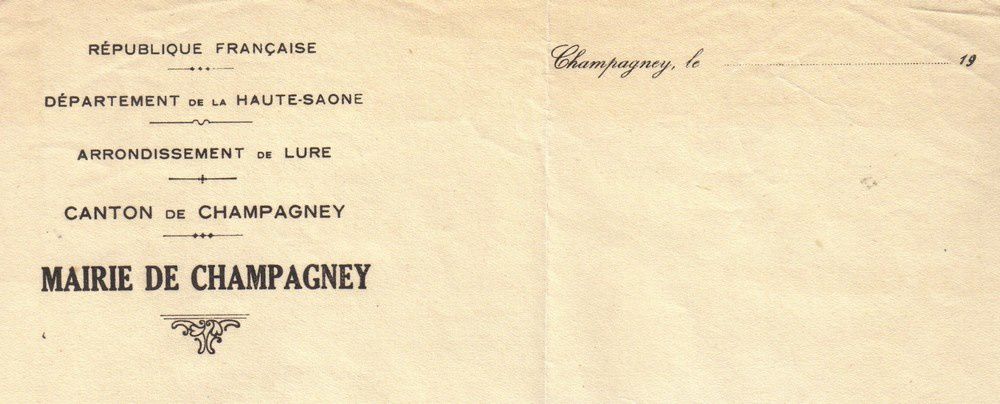 RÉPUBLIQUE FRANÇAISE
DÉPARTEMENT DE LA HAUTE-SAONE
ARRONDISSEMENT DE LURE
CANTON DE CHAMPAGNEY
MAIRIE DE CHAMPAGNEY
Champagney, le 19